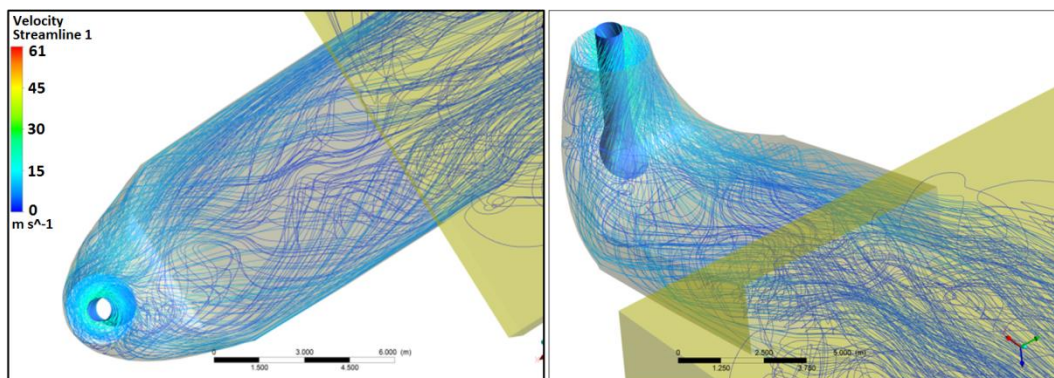 Velocity
Streamline 1
61
45
30
15
0
m s^-1
0 3.000 6.000 (m)
1.500 4.500
0 2.500 5.000 (m)
1.250 3.750